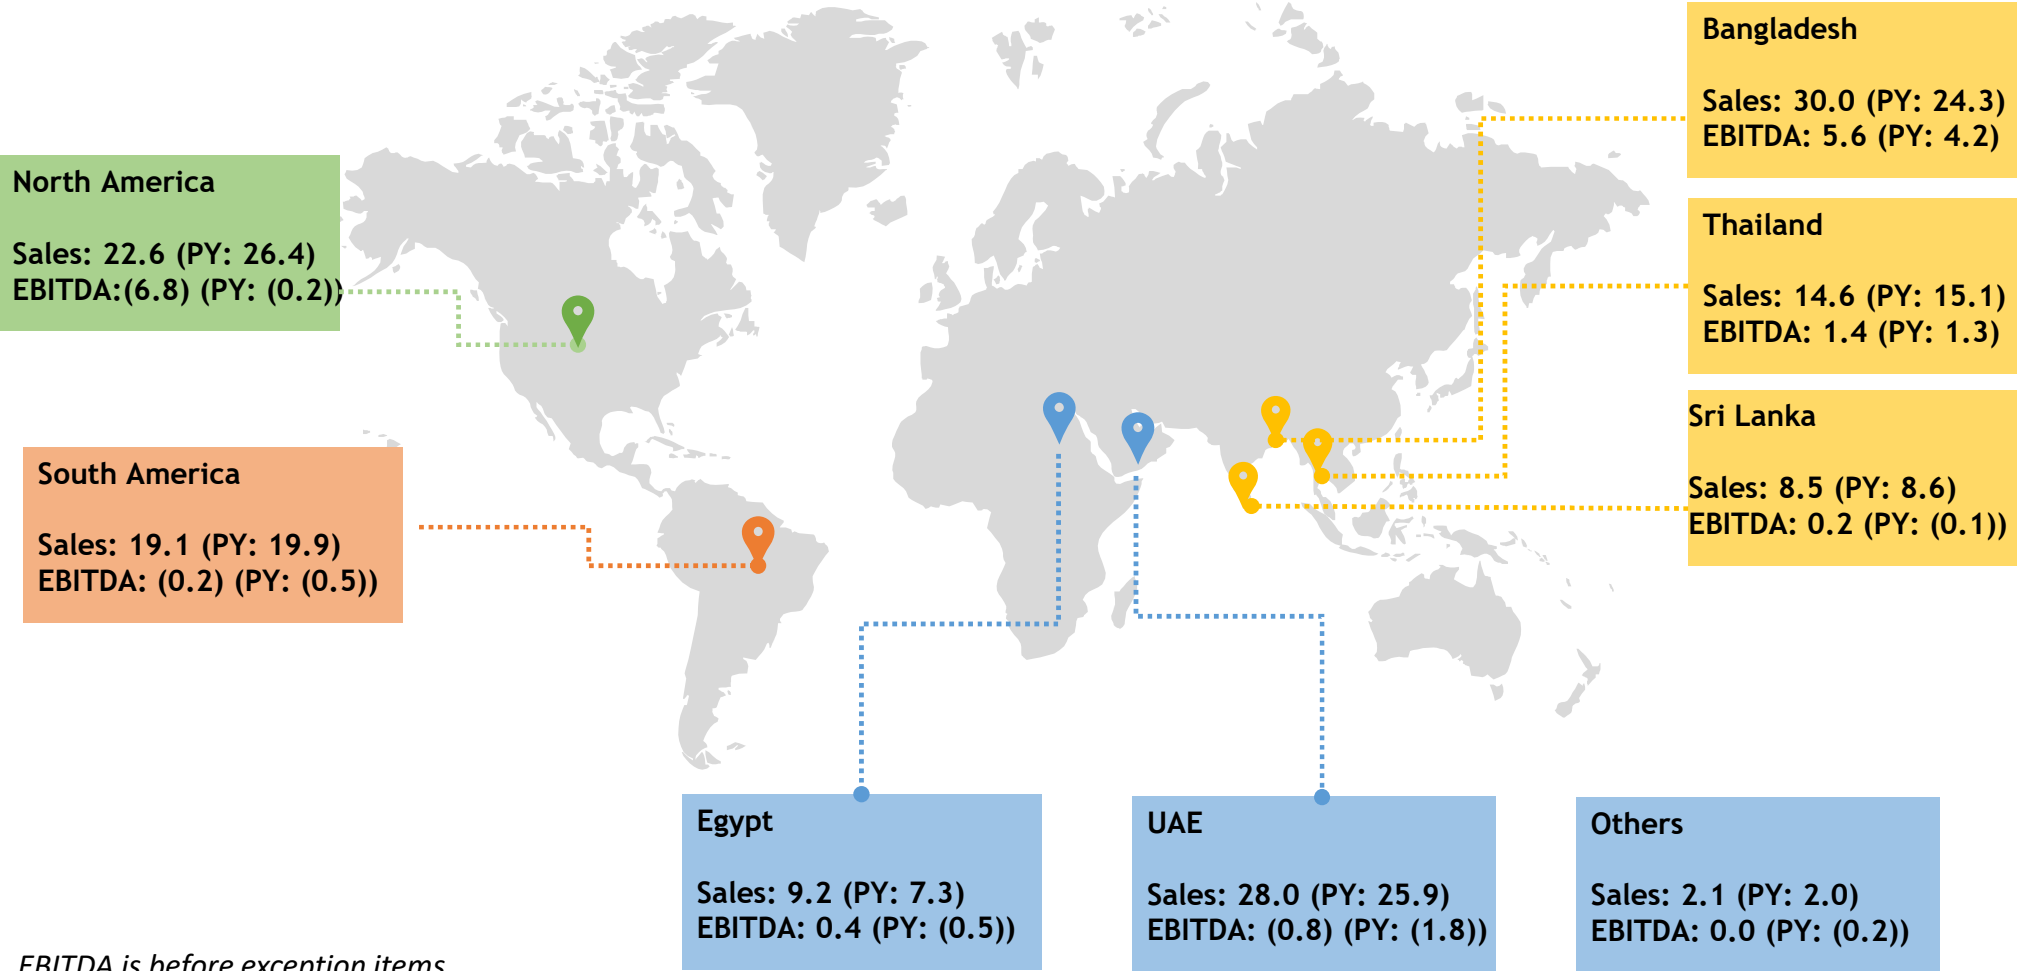 Bangladesh
Sales: 30.0 (PY: 24.3)
EBITDA: 5.6 (PY: 4.2)
North America
Sales: 22.6 (PY: 26.4)
EBITDA:(6.8) (PY: (0.2))
Thailand
Sales: 14.6 (PY: 15.1)
EBITDA: 1.4 (PY: 1.3)
Sri Lanka
Sales: 8.5 (PY: 8.6)
EBITDA: 0.2 (PY: (0.1))
South America
Sales: 19.1 (PY: 19.9)
EBITDA: (0.2) (PY: (0.5))
Egypt
Sales: 9.2 (PY: 7.3)
EBITDA: 0.4 (PY: (0.5))
UAE
Sales: 28.0 (PY: 25.9)
EBITDA: (0.8) (PY: (1.8))
Others
Sales: 2.1 (PY: 2.0)
EBITDA: 0.0 (PY: (0.2))
EBITDA is before exception items